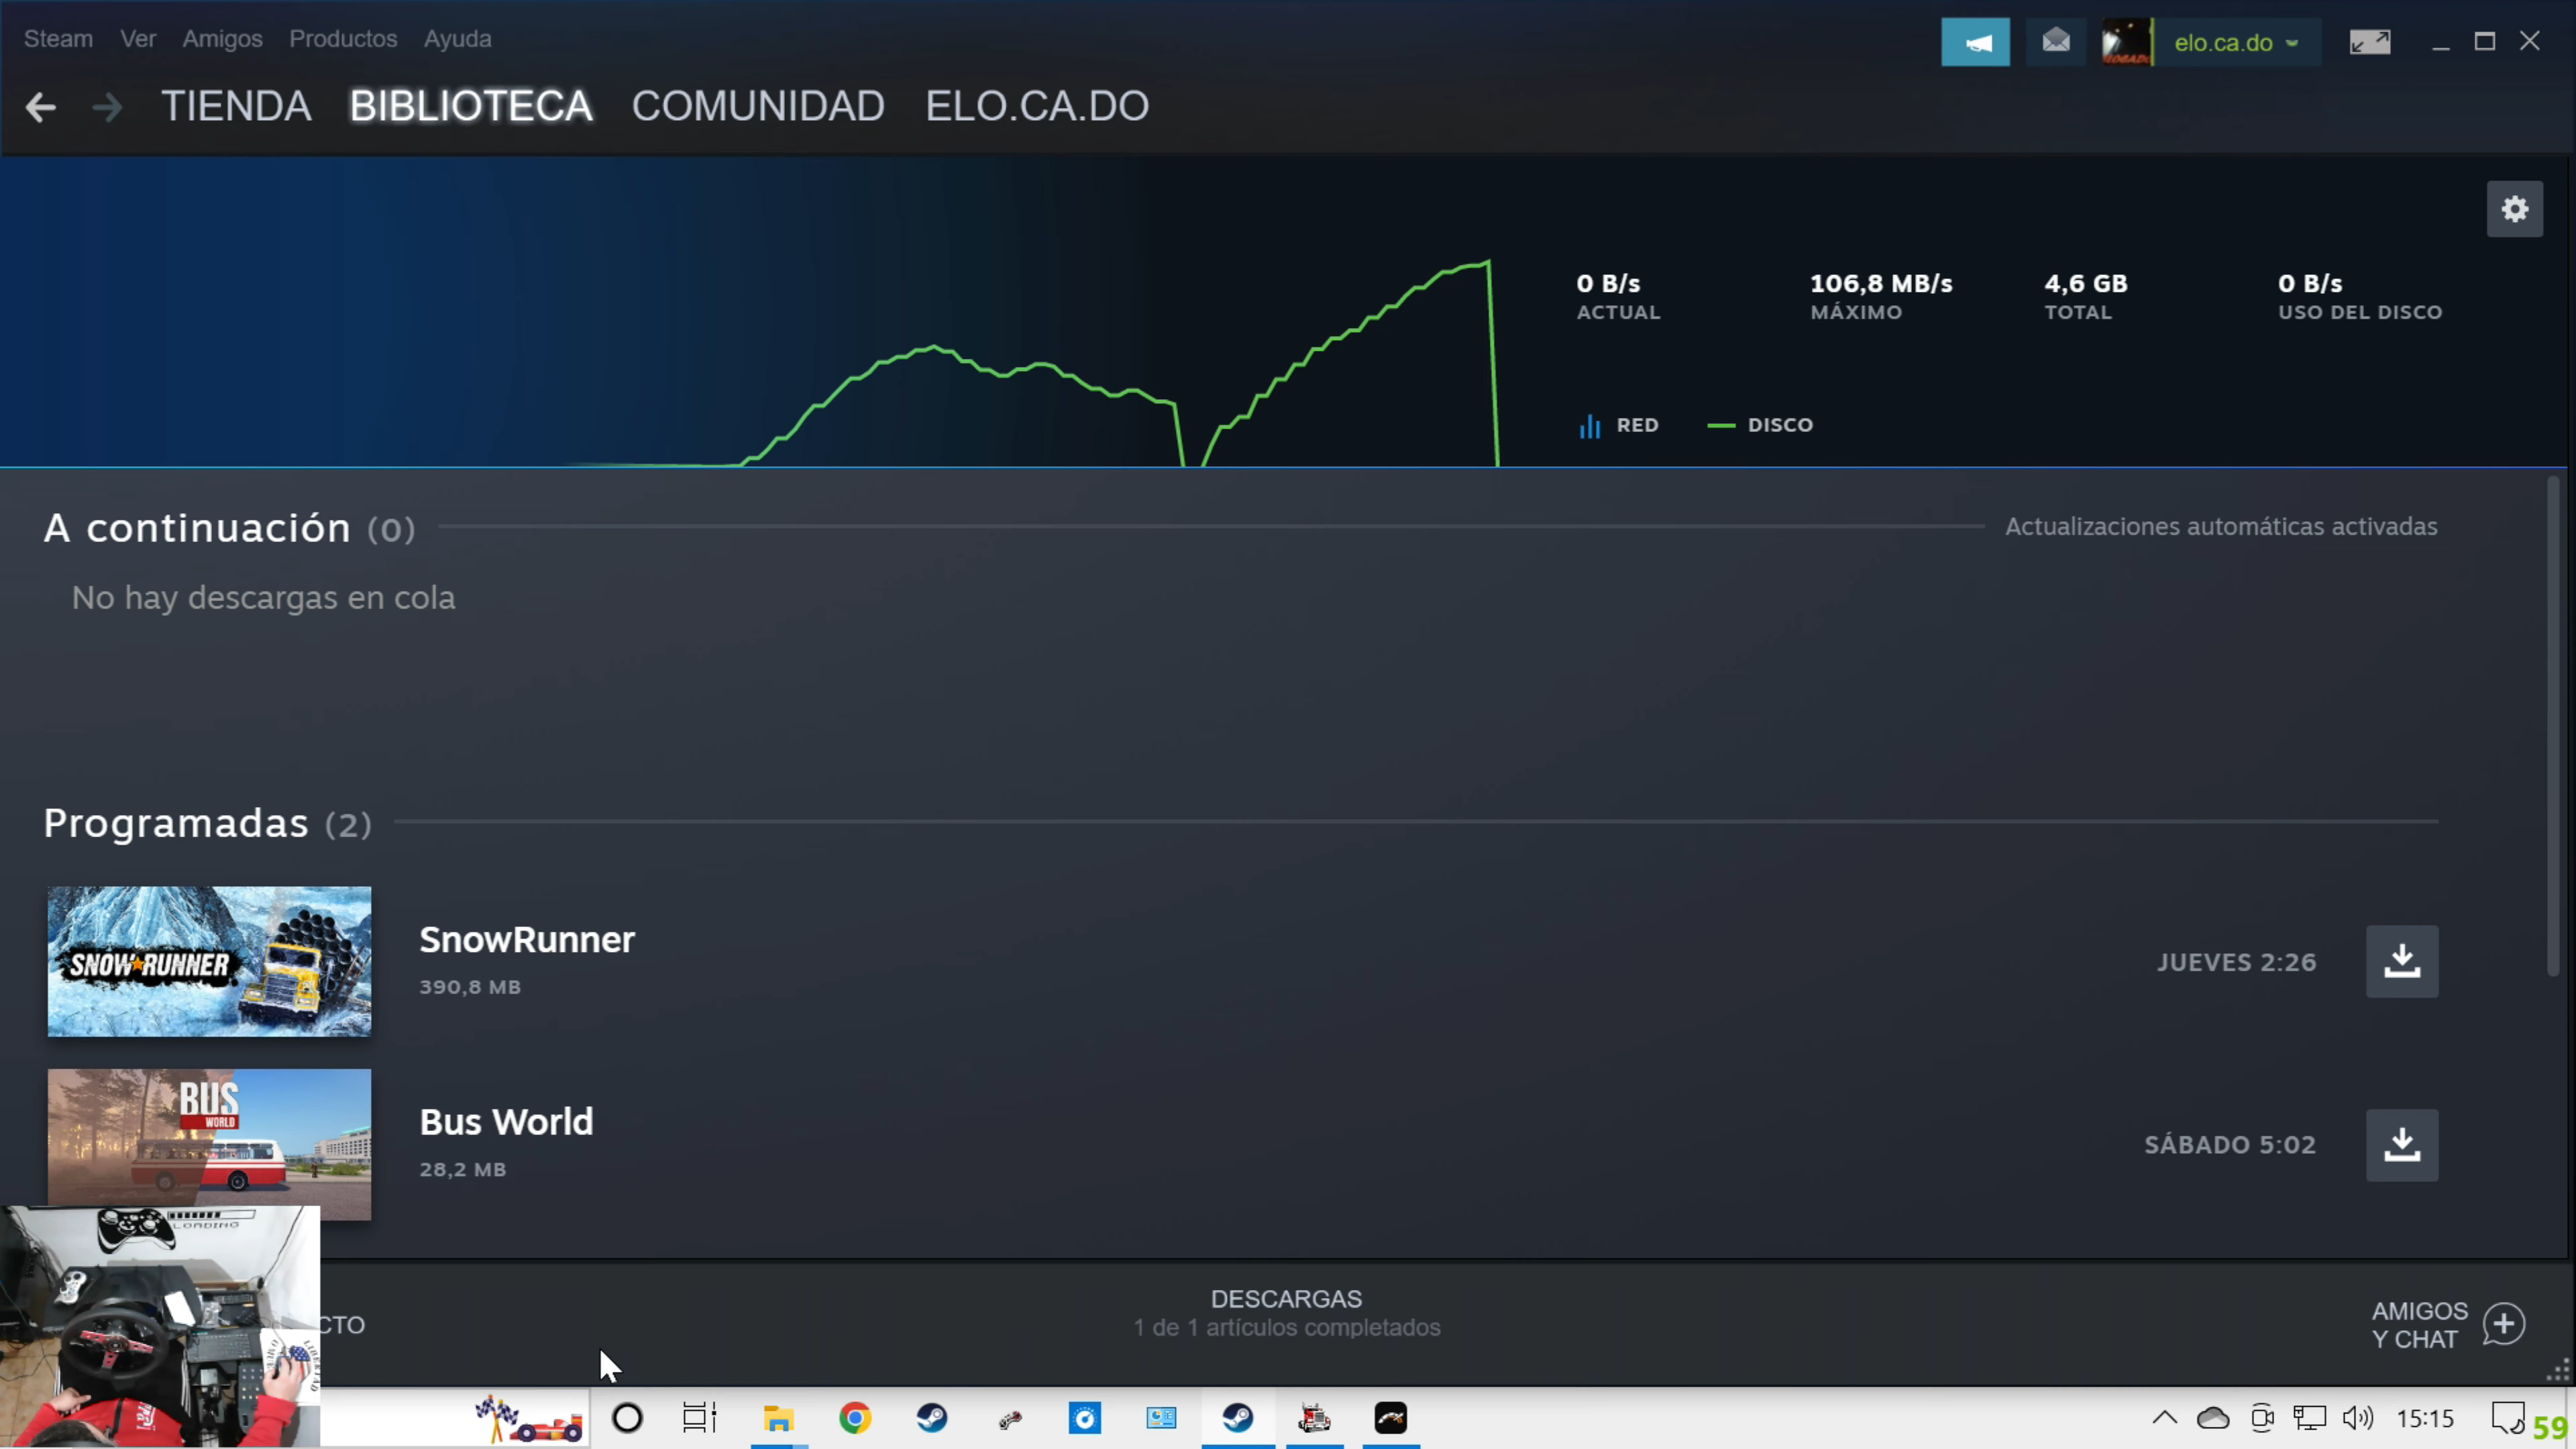 Steam Ver Amigos Productos Ayuda
elo.ca.do
TIENDA BIBLIOTECA COMUNIDAD ELO.CA.DO
0 B/s 106,8 MB/s 4,6 GB 0 B/s
ACTUAL MÁXIMO TOTAL USO DEL DISCO
RED DISCO
A continuación (0) Actualizaciones automáticas activadas
No hay descargas en cola
Programadas (2)
SNOWRUNNER
SnowRunner
390,8 MB
JUEVES 2:26
BUS
WORLD
Bus World
28,2 MB
SÁBADO 5:02
LOADING
CTO
DESCARGAS
1 de 1 artículos completados
AMIGOS
Y CHAT
15:15
59